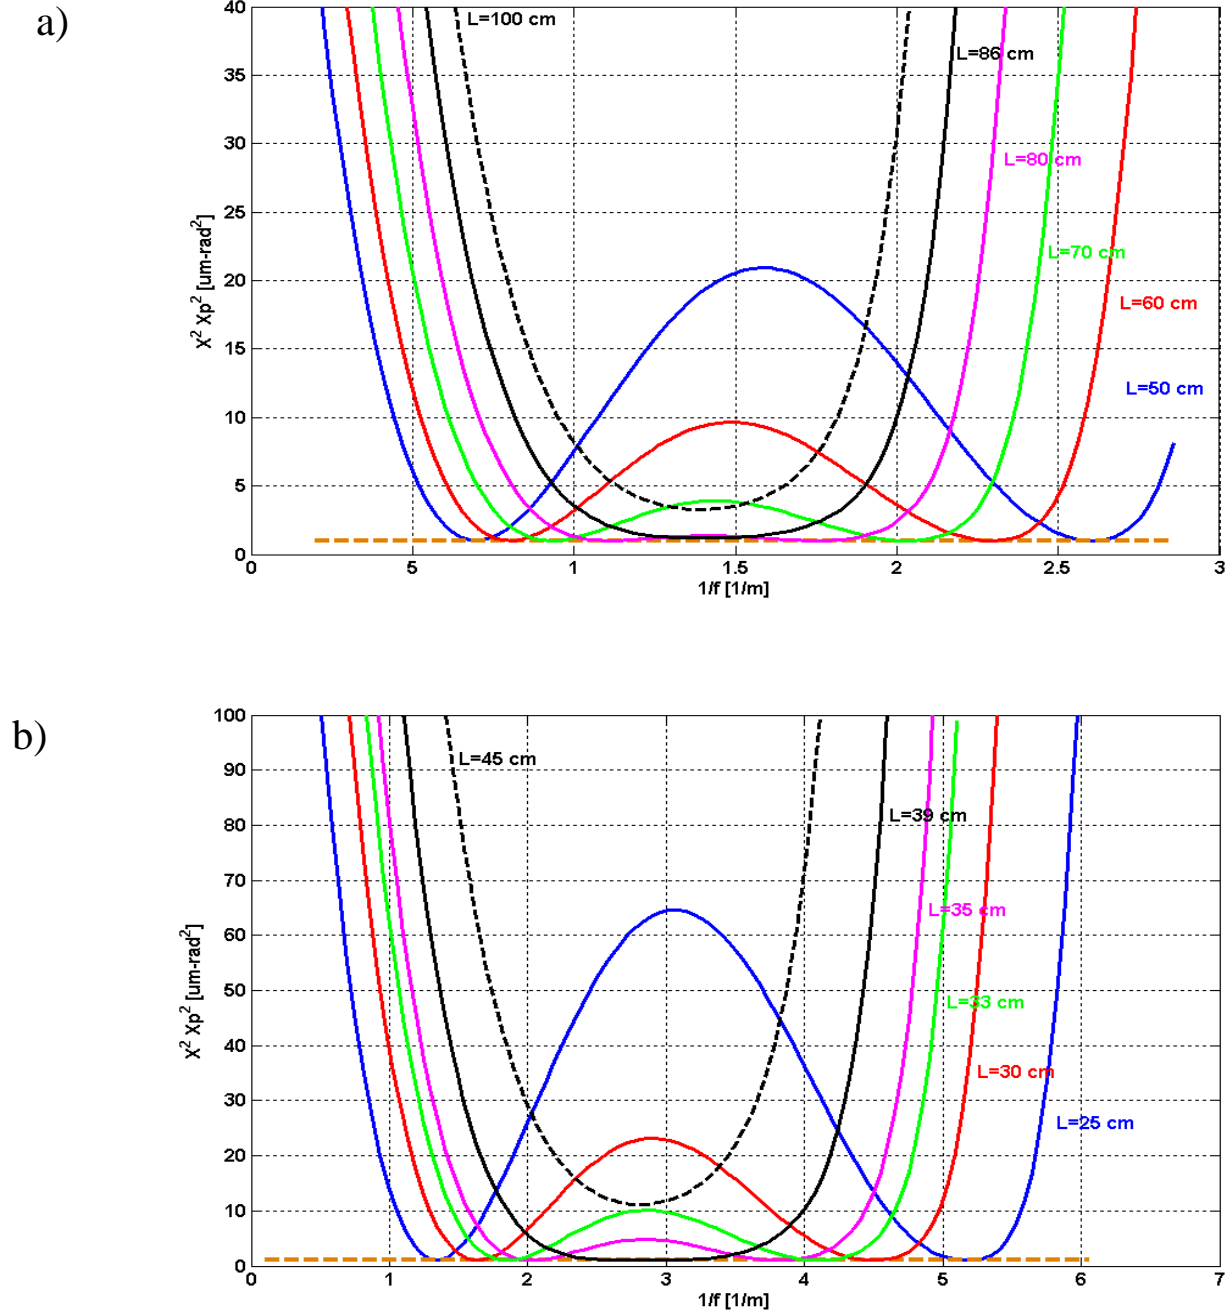 a)
40
35
30
25
20
15
10
5
0
X² Xp² [um-rad²]
L=100 cm
L=86 cm
L=80 cm
L=70 cm
L=60 cm
L=50 cm
0 5 1 1.5 2 2.5 3
1/f [1/m]
b)
100
90
80
70
60
50
40
30
20
10
0
X² Xp² [um-rad²]
L=45 cm
L=39 cm
L=35 cm
L=33 cm
L=30 cm
L=25 cm
0 1 2 3 4 5 6 7
1/f [1/m]